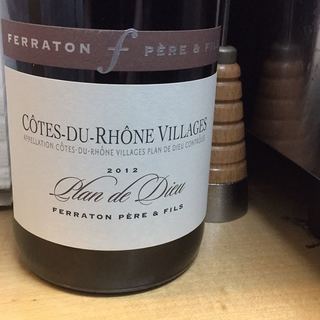 FERRATON f PÈRE & FILS
CÔTES-DU-RHÔNE VILLAGES
APPELLATION CÔTES-DU-RHÔNE VILLAGES PLAN DE DIEU CONTRÔLÉE
2012
Plan de Dieu
FERRATON PÈRE & FILS